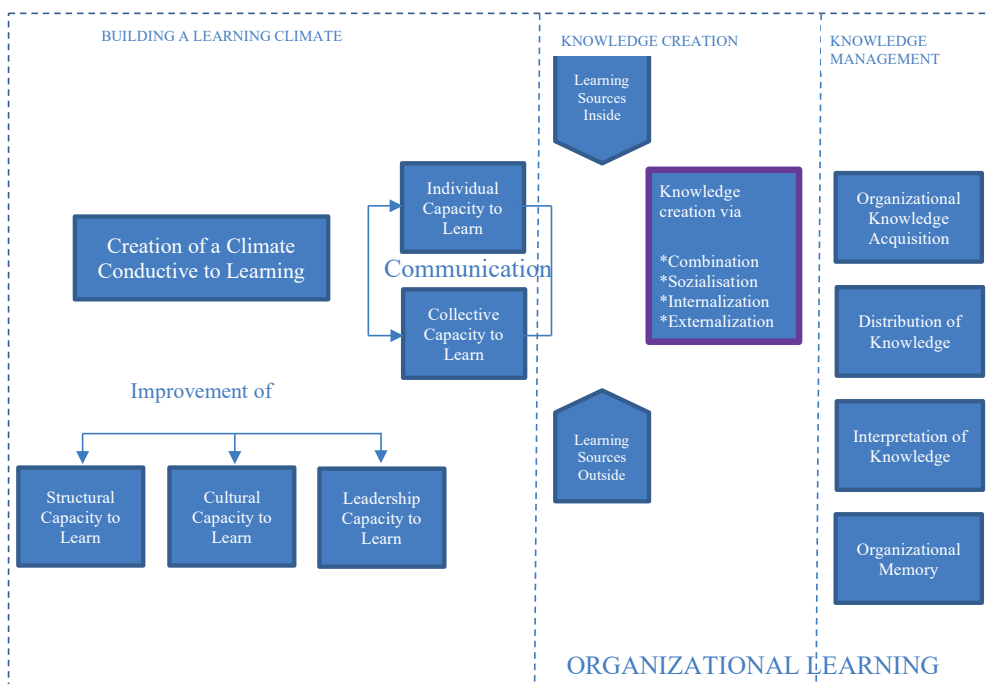 BUILDING A LEARNING CLIMATE
Creation of a Climate
Conductive to Learning
Individual
Capacity to
Learn
Communication
Collective
Capacity to
Learn
Improvement of
Structural
Capacity to
Learn
Cultural
Capacity to
Learn
Leadership
Capacity to
Learn
KNOWLEDGE CREATION
Learning
Sources
Inside
Knowledge
creation via
*Combination
*Sozialisation
*Internalization
*Externalization
Learning
Sources
Outside
KNOWLEDGE
MANAGEMENT
Organizational
Knowledge
Acquisition
Distribution of
Knowledge
Interpretation of
Knowledge
Organizational
Memory
ORGANIZATIONAL LEARNING